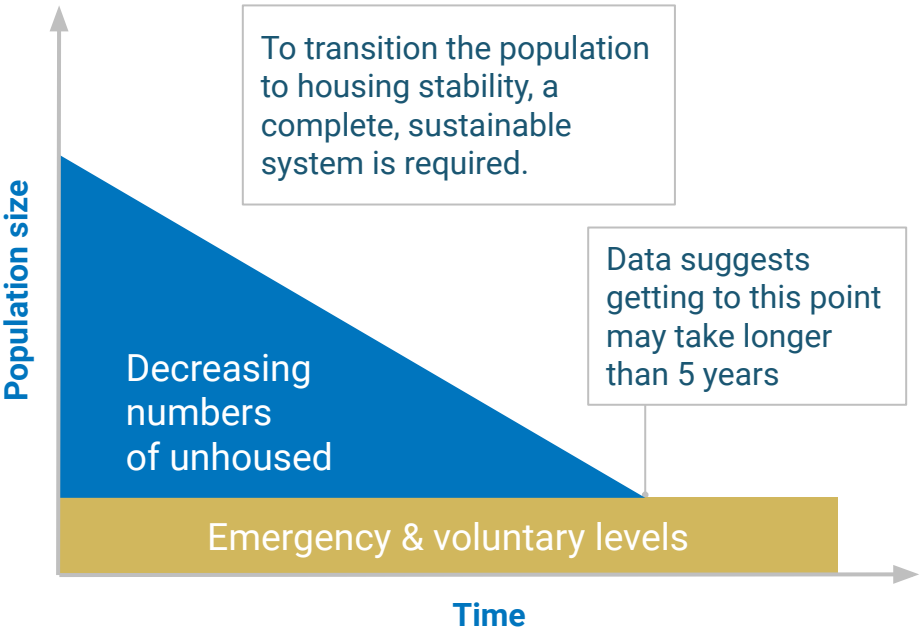 To transition the population
to housing stability, a
complete, sustainable
system is required.
Data suggests
getting to this point
may take longer
than 5 years
Population size
Decreasing
numbers
of unhoused
Emergency & voluntary levels
Time